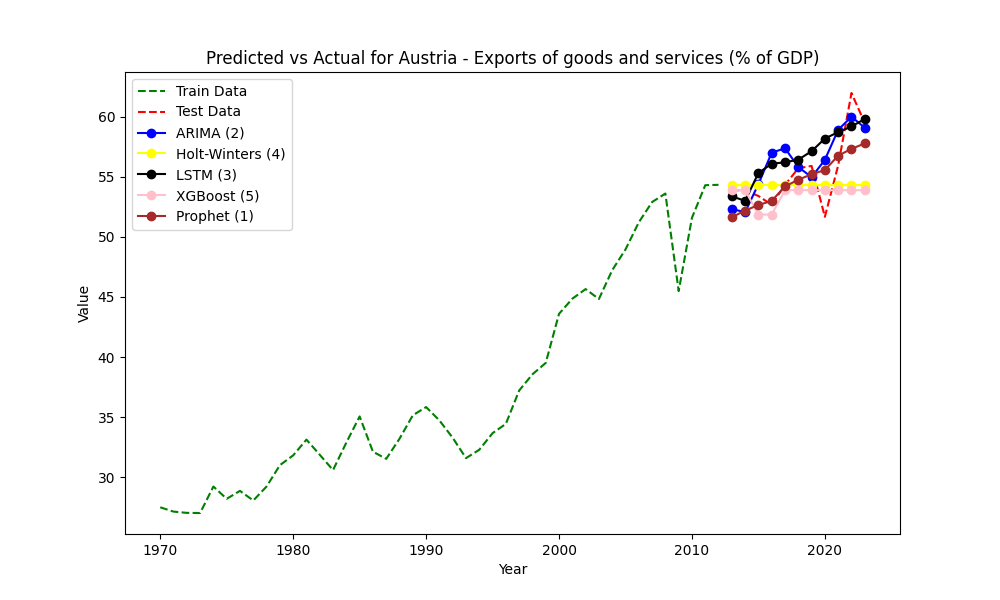 Predicted vs Actual for Austria - Exports of goods and services (% of GDP)
Train Data
Test Data
ARIMA (2)
Holt-Winters (4)
LSTM (3)
XGBoost (5)
Prophet (1)
60
55
50
45
40
35
30
Value
1970 1980 1990 2000 2010 2020
Year